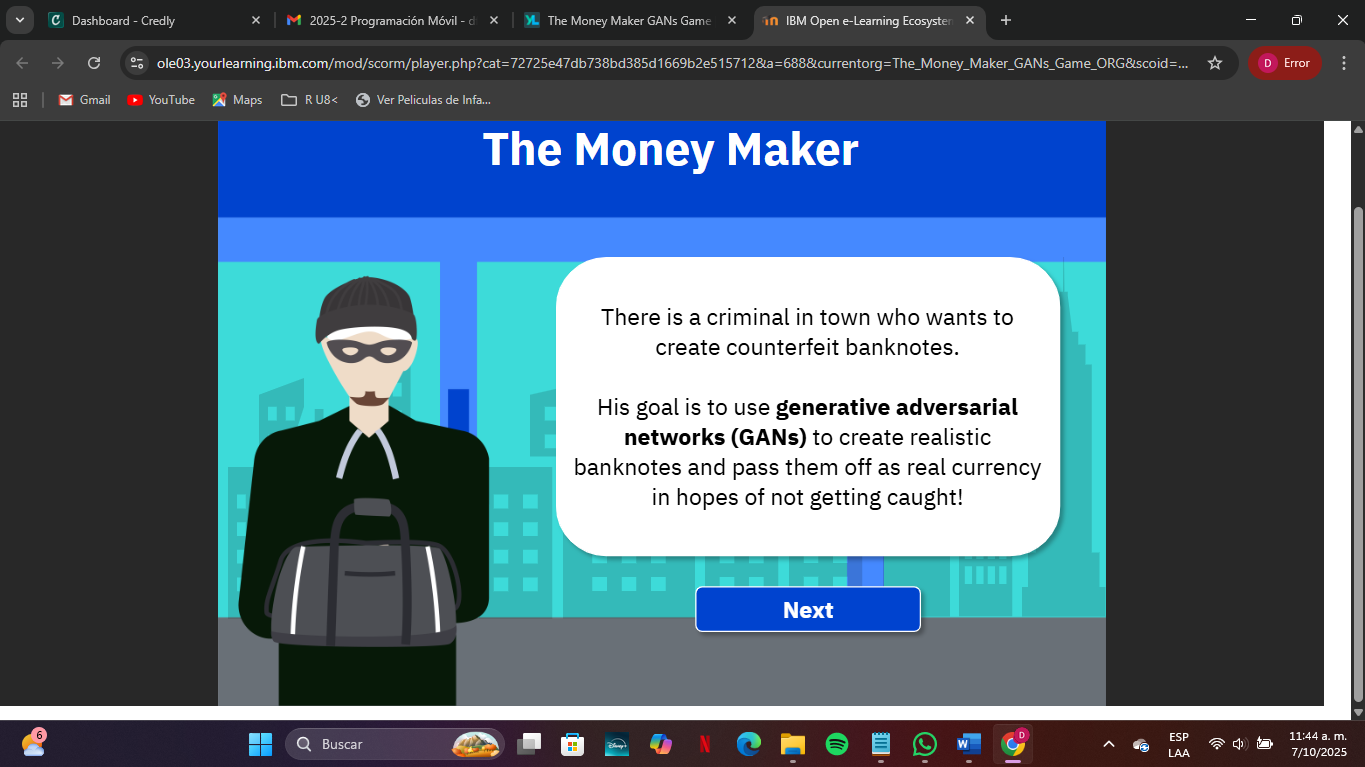 Dashboard - Credly
2025-2 Programación Móvil - d
The Money Maker GANs Game
IBM Open e-Learning Ecosystem
ole03.yourlearning.ibm.com/mod/scorm/player.php?cat=72725e47db738bd385d1669b2e515712&a=688&currentorg=The_Money_Maker_GANs_Game_ORG&scoid=...
D
Error
Gmail
YouTube
Maps
R U8<
Ver Peliculas de Infa...
The Money Maker
There is a criminal in town who wants to
create counterfeit banknotes.
His goal is to use generative adversarial
networks (GANs) to create realistic
banknotes and pass them off as real currency
in hopes of not getting caught!
Next
6
Buscar
Disney+
D
ESP
LAA
11:44 a. m.
7/10/2025